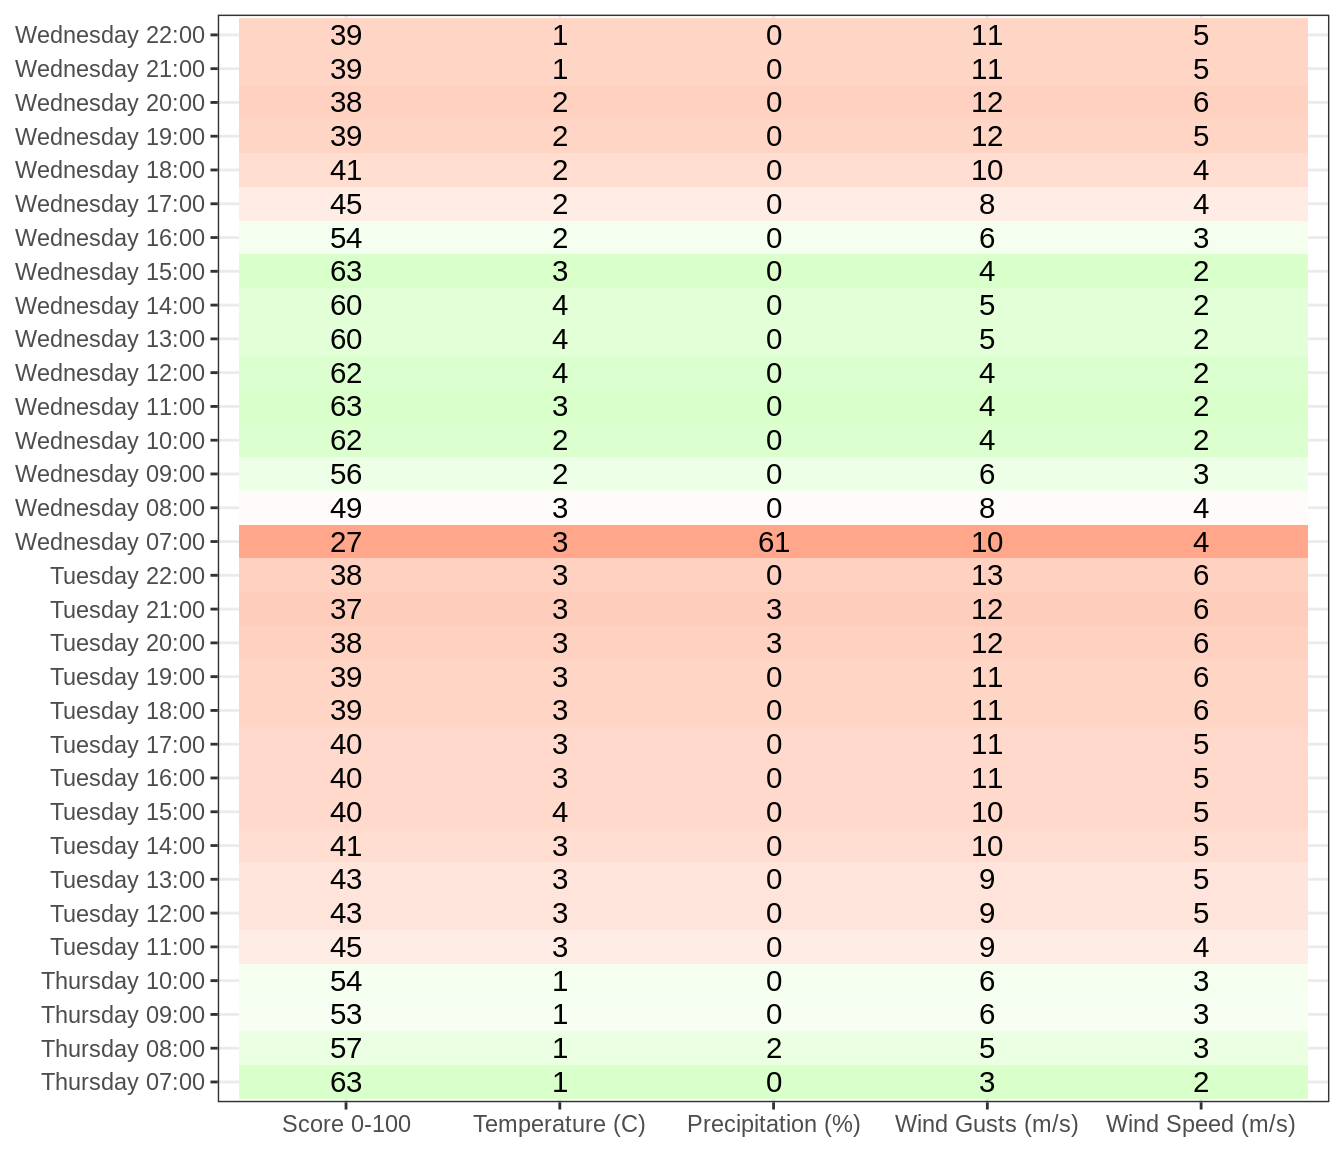 Wednesday 22:00 39 1 0 11 5
Wednesday 21:00 39 1 0 11 5
Wednesday 20:00 38 2 0 12 6
Wednesday 19:00 39 2 0 12 5
Wednesday 18:00 41 2 0 10 4
Wednesday 17:00 45 2 0 8 4
Wednesday 16:00 54 2 0 6 3
Wednesday 15:00 63 3 0 4 2
Wednesday 14:00 60 4 0 5 2
Wednesday 13:00 60 4 0 5 2
Wednesday 12:00 62 4 0 4 2
Wednesday 11:00 63 3 0 4 2
Wednesday 10:00 62 2 0 4 2
Wednesday 09:00 56 2 0 6 3
Wednesday 08:00 49 3 0 8 4
Wednesday 07:00 27 3 61 10 4
Tuesday 22:00 38 3 0 13 6
Tuesday 21:00 37 3 3 12 6
Tuesday 20:00 38 3 3 12 6
Tuesday 19:00 39 3 0 11 6
Tuesday 18:00 39 3 0 11 6
Tuesday 17:00 40 3 0 11 5
Tuesday 16:00 40 3 0 11 5
Tuesday 15:00 40 4 0 10 5
Tuesday 14:00 41 3 0 10 5
Tuesday 13:00 43 3 0 9 5
Tuesday 12:00 43 3 0 9 5
Tuesday 11:00 45 3 0 9 4
Thursday 10:00 54 1 0 6 3
Thursday 09:00 53 1 0 6 3
Thursday 08:00 57 1 2 5 3
Thursday 07:00 63 1 0 3 2
Score 0-100 Temperature (C) Precipitation (%) Wind Gusts (m/s) Wind Speed (m/s)